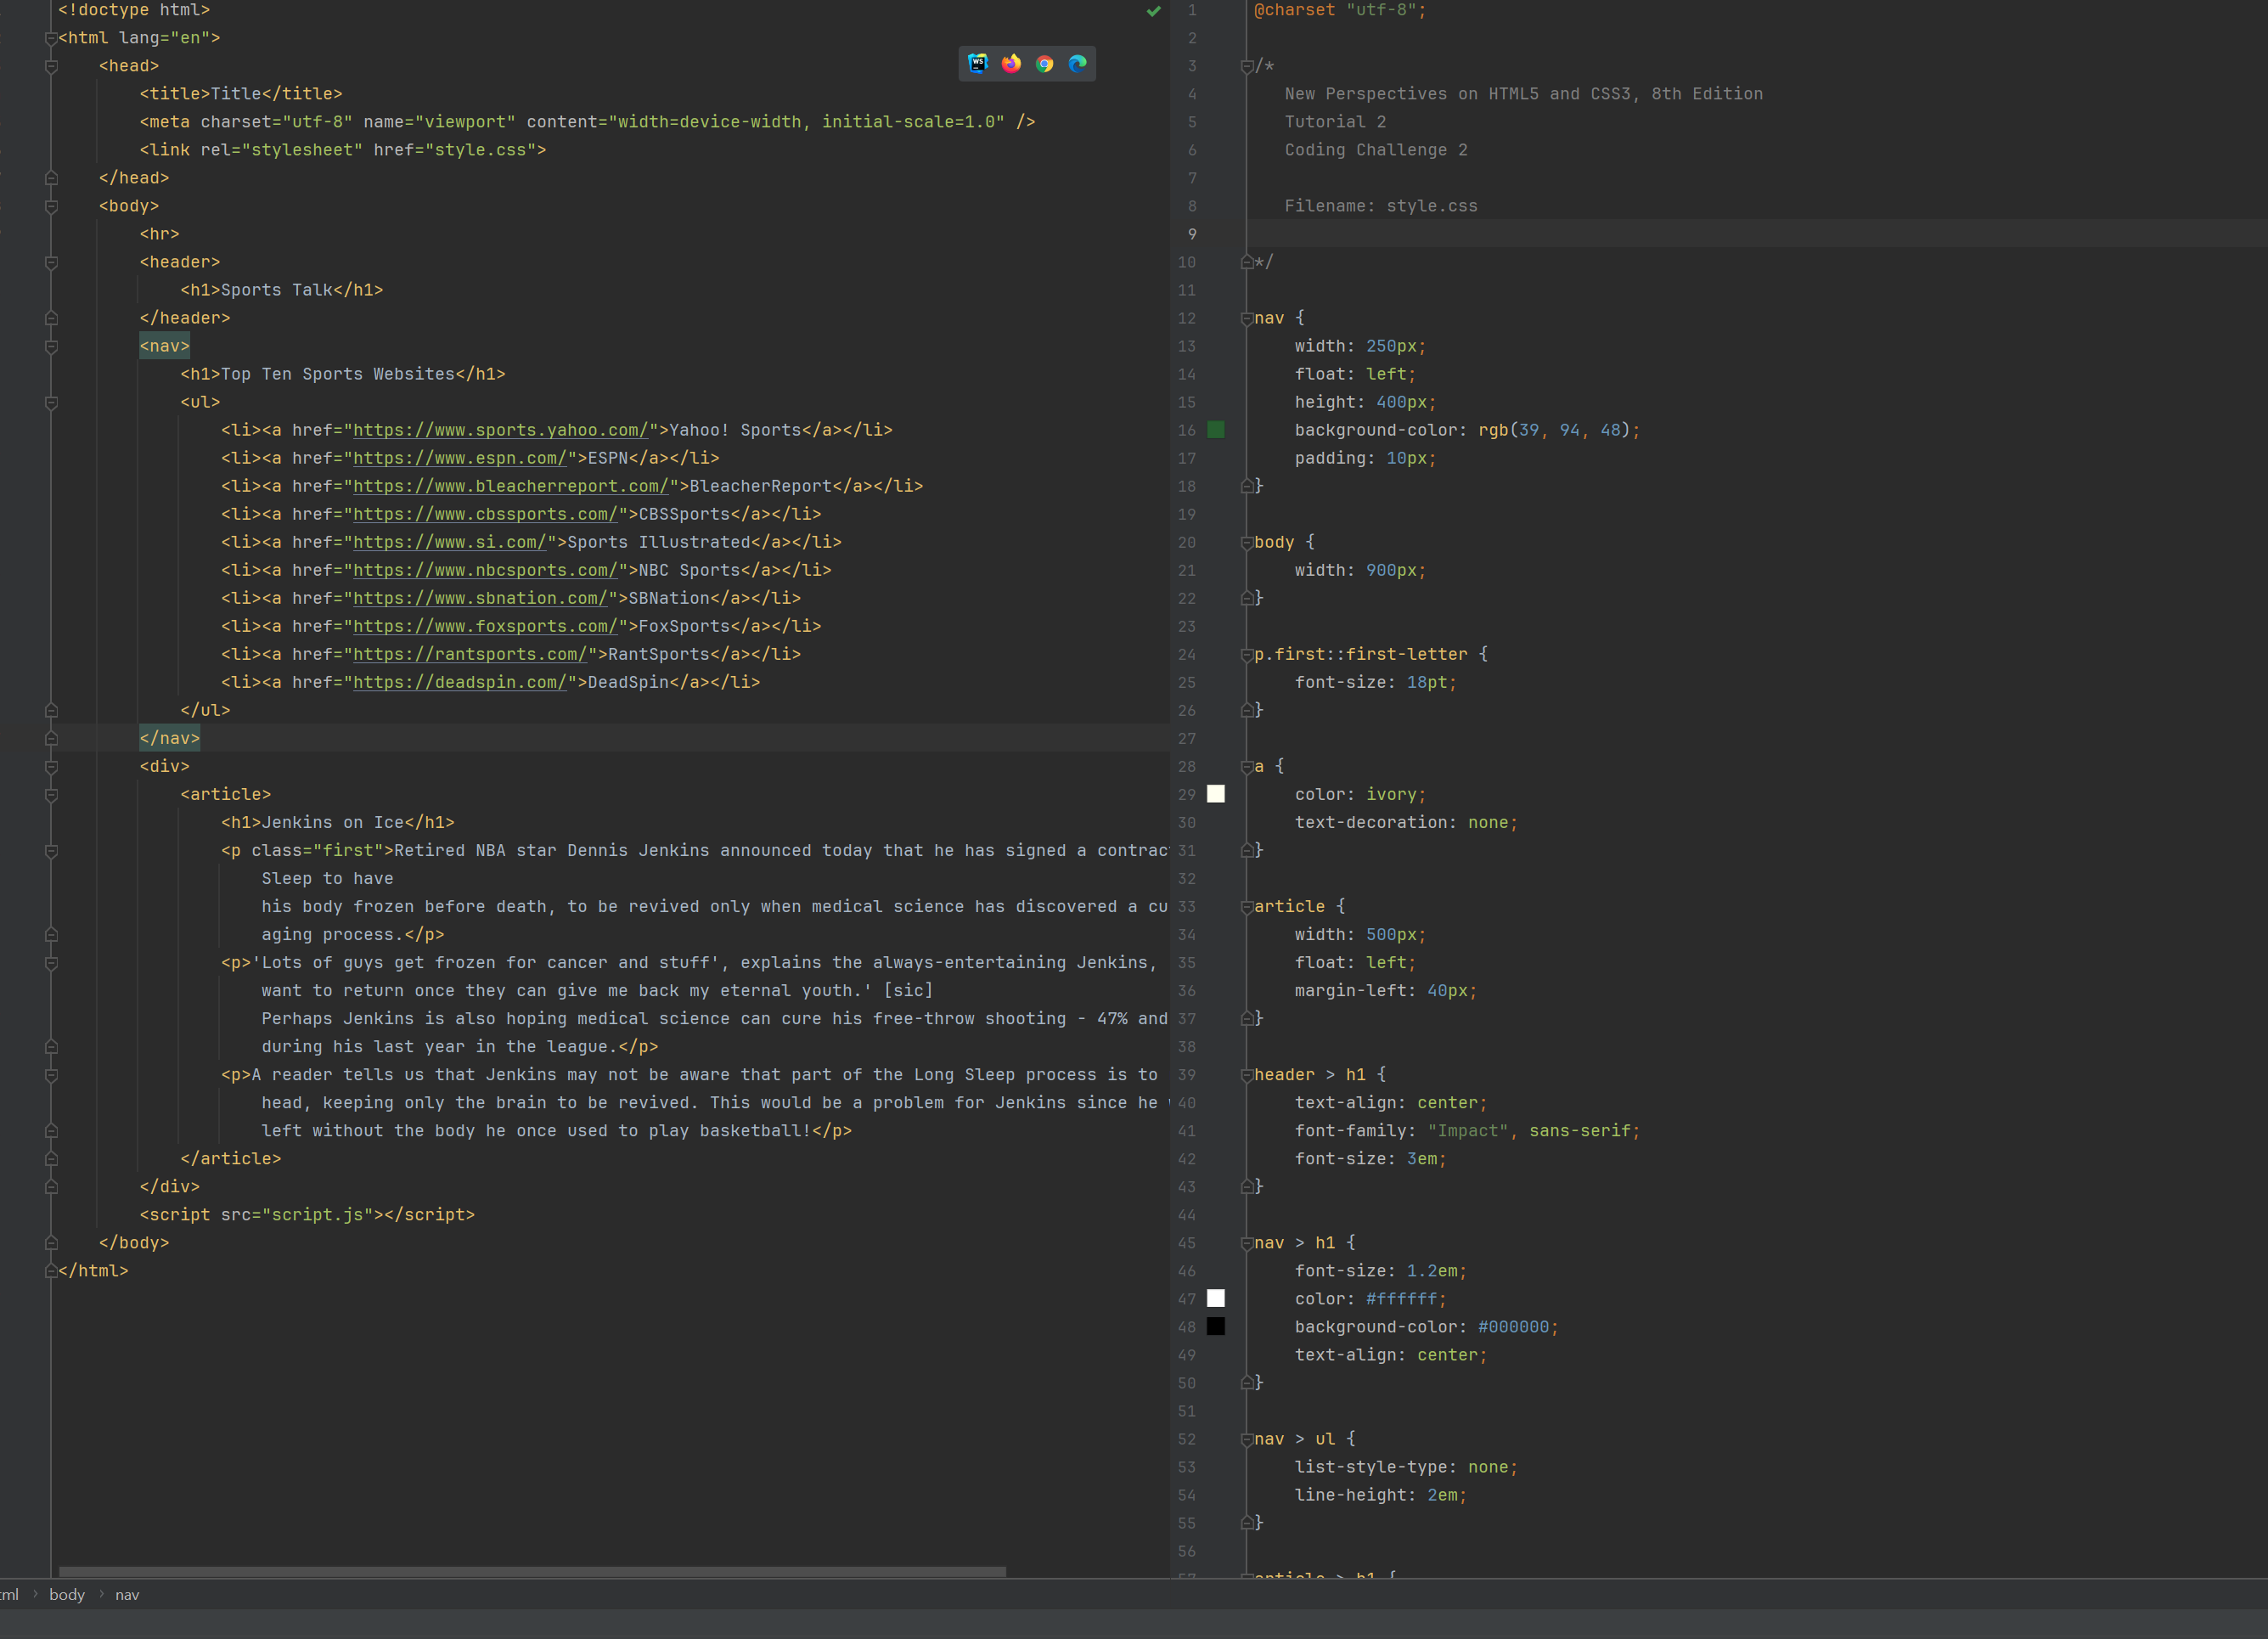 <!doctype html>
<html lang="en">
<head>
<title>Title</title>
<meta charset="utf-8" name="viewport" content="width=device-width, initial-scale=1.0" />
<link rel="stylesheet" href="style.css">
</head>
<body>
<hr>
<header>
<h1>Sports Talk</h1>
</header>
<nav>
<h1>Top Ten Sports Websites</h1>
<ul>
<li><a href="https://www.sports.yahoo.com/">Yahoo! Sports</a></li>
<li><a href="https://www.espn.com/">ESPN</a></li>
<li><a href="https://www.bleacherreport.com/">BleacherReport</a></li>
<li><a href="https://www.cbssports.com/">CBSSports</a></li>
<li><a href="https://www.si.com/">Sports Illustrated</a></li>
<li><a href="https://www.nbcsports.com/">NBC Sports</a></li>
<li><a href="https://www.sbnation.com/">SBNation</a></li>
<li><a href="https://www.foxsports.com/">FoxSports</a></li>
<li><a href="https://rantsports.com/">RantSports</a></li>
<li><a href="https://deadspin.com/">DeadSpin</a></li>
</ul>
</nav>
<div>
<article>
<h1>Jenkins on Ice</h1>
<p class="first">Retired NBA star Dennis Jenkins announced today that he has signed a contrac
Sleep to have
his body frozen before death, to be revived only when medical science has discovered a cu
aging process.</p>
<p>'Lots of guys get frozen for cancer and stuff', explains the always-entertaining Jenkins,
want to return once they can give me back my eternal youth.' [sic]
Perhaps Jenkins is also hoping medical science can cure his free-throw shooting - 47% and
during his last year in the league.</p>
<p>A reader tells us that Jenkins may not be aware that part of the Long Sleep process is to
head, keeping only the brain to be revived. This would be a problem for Jenkins since he
left without the body he once used to play basketball!</p>
</article>
</div>
<script src="script.js"></script>
</body>
</html>
WS
body > nav
1 @charset "utf-8";
2
3 /*
4 New Perspectives on HTML5 and CSS3, 8th Edition
5 Tutorial 2
6 Coding Challenge 2
7
8 Filename: style.css
9
10 */
11
12 nav {
13 width: 250px;
14 float: left;
15 height: 400px;
16 background-color: rgb(39, 94, 48);
17 padding: 10px;
18 }
19
20 body {
21 width: 900px;
22 }
23
24 p.first::first-letter {
25 font-size: 18pt;
26 }
27
28 a {
29 color: ivory;
30 text-decoration: none;
31 }
32
33 article {
34 width: 500px;
35 float: left;
36 margin-left: 40px;
37 }
38
39 header > h1 {
40 text-align: center;
41 font-family: "Impact", sans-serif;
42 font-size: 3em;
43 }
44
45 nav > h1 {
46 font-size: 1.2em;
47 color: #ffffff;
48 background-color: #000000;
49 text-align: center;
50 }
51
52 nav > ul {
53 list-style-type: none;
54 line-height: 2em;
55 }
56